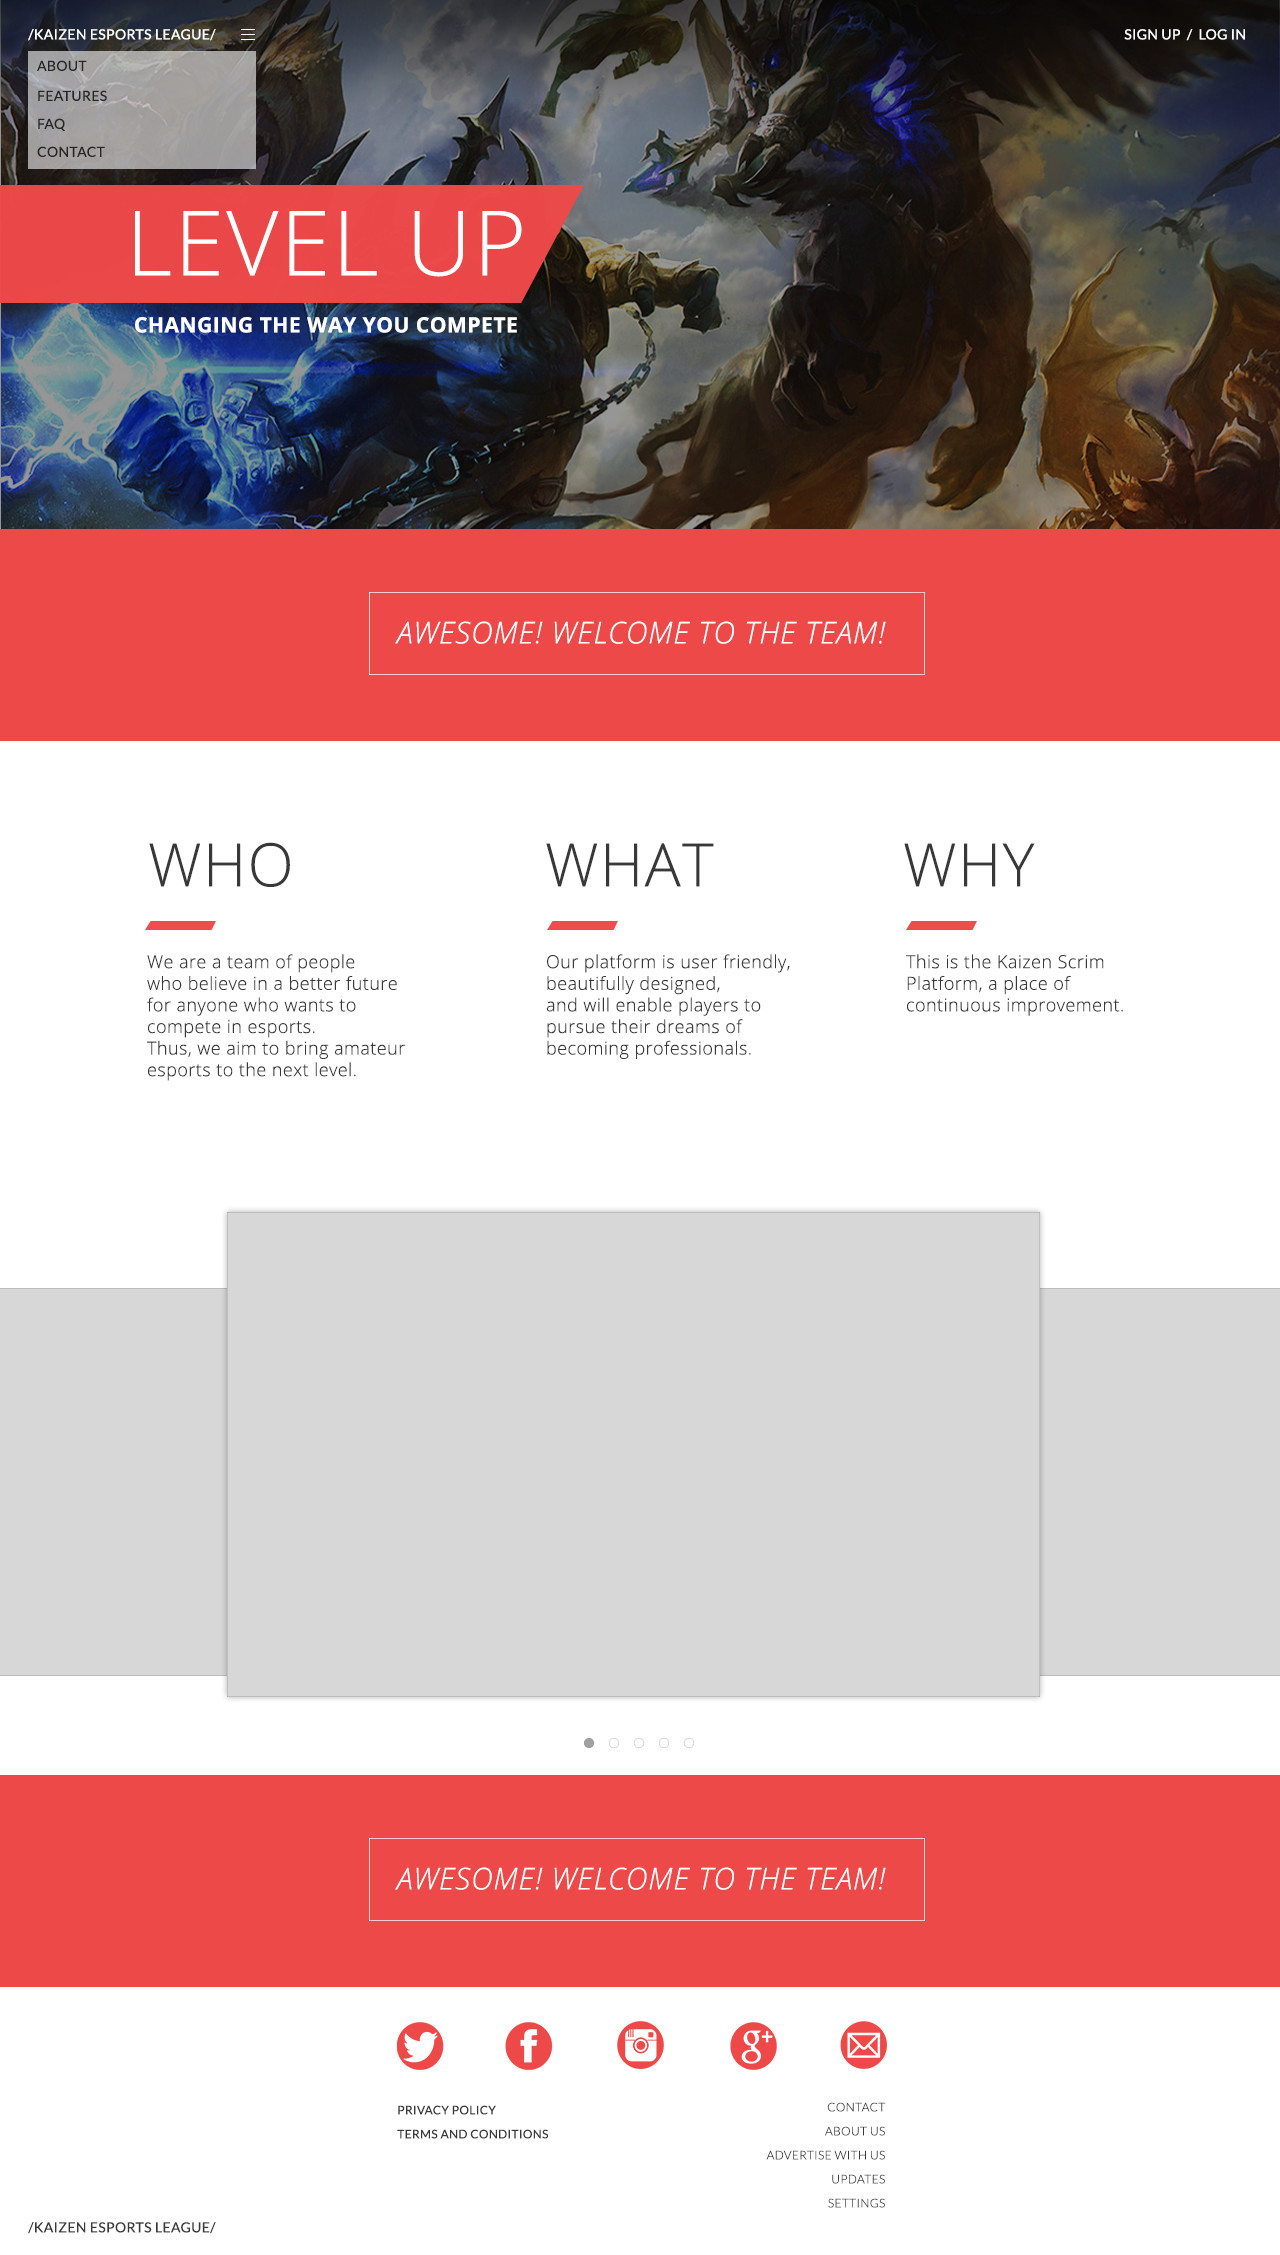 /KAIZEN ESPORTS LEAGUE/
SIGN UP / LOG IN
ABOUT
FEATURES
FAQ
CONTACT
LEVEL UP
CHANGING THE WAY YOU COMPETE
AWESOME! WELCOME TO THE TEAM!
WHO
We are a team of people
who believe in a better future
for anyone who wants to
compete in esports.
Thus, we aim to bring amateur
esports to the next level.
WHAT
Our platform is user friendly,
beautifully designed,
and will enable players to
pursue their dreams of
becoming professionals.
WHY
This is the Kaizen Scrim
Platform, a place of
continuous improvement.
AWESOME! WELCOME TO THE TEAM!
PRIVACY POLICY
TERMS AND CONDITIONS
CONTACT
ABOUT US
ADVERTISE WITH US
UPDATES
SETTINGS
/KAIZEN ESPORTS LEAGUE/